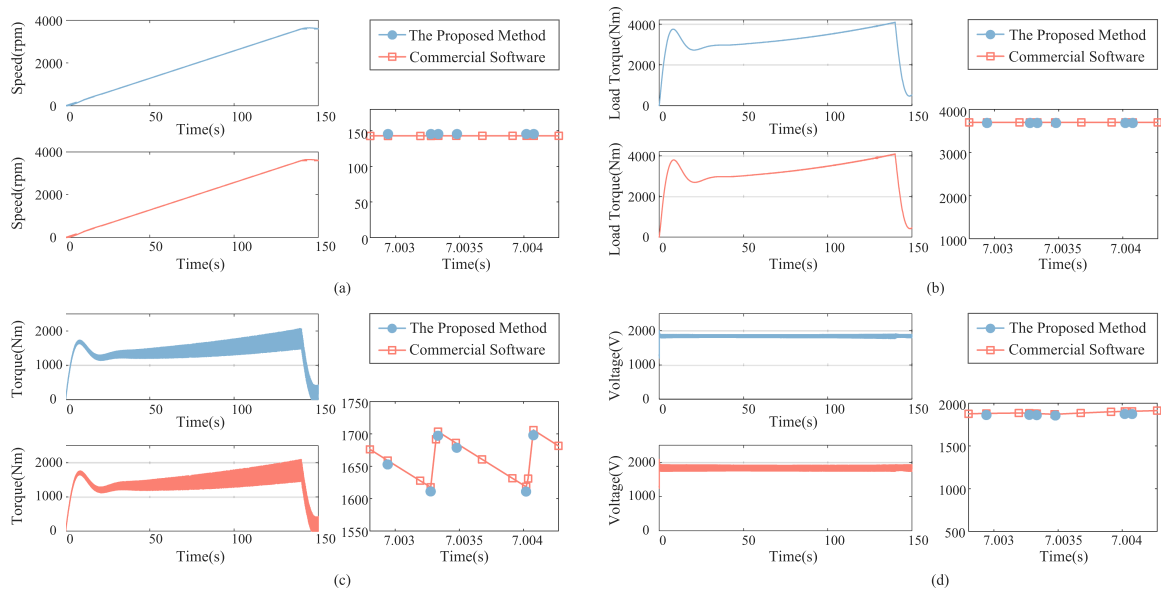 4000
2000
0
Speed(rpm)
0 50 100 150
Time(s)
4000
2000
0
Speed(rpm)
0 50 100 150
Time(s)
The Proposed Method
Commercial Software
150
100
50
0
7.003 7.0035 7.004
Time(s)
(a)
4000
2000
0
Load Torque(Nm)
0 50 100 150
Time(s)
4000
2000
0
Load Torque(Nm)
0 50 100 150
Time(s)
The Proposed Method
Commercial Software
4000
3000
2000
1000
7.003 7.0035 7.004
Time(s)
(b)
2000
1000
0
Torque(Nm)
0 50 100 150
Time(s)
2000
1000
0
Torque(Nm)
0 50 100 150
Time(s)
The Proposed Method
Commercial Software
1750
1700
1650
1600
1550
7.003 7.0035 7.004
Time(s)
(c)
2000
1000
0
Voltage(V)
0 50 100 150
Time(s)
2000
1000
0
Voltage(V)
0 50 100 150
Time(s)
The Proposed Method
Commercial Software
2000
1500
1000
500
7.003 7.0035 7.004
Time(s)
(d)